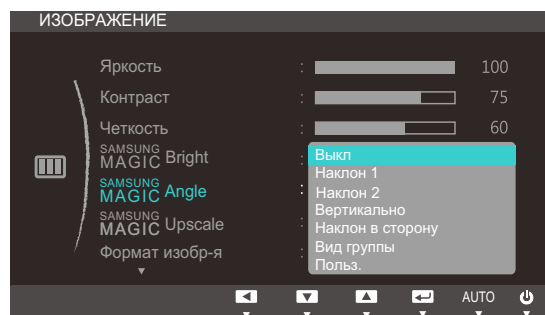 ИЗОБРАЖЕНИЕ
Яркость : 100
Контраст : 75
Четкость : 60
SAMSUNG MAGIC Bright :
SAMSUNG MAGIC Angle :
SAMSUNG MAGIC Upscale :
Формат изобр-я :
Выкл
Наклон 1
Наклон 2
Вертикально
Наклон в сторону
Вид группы
Польз.
AUTO